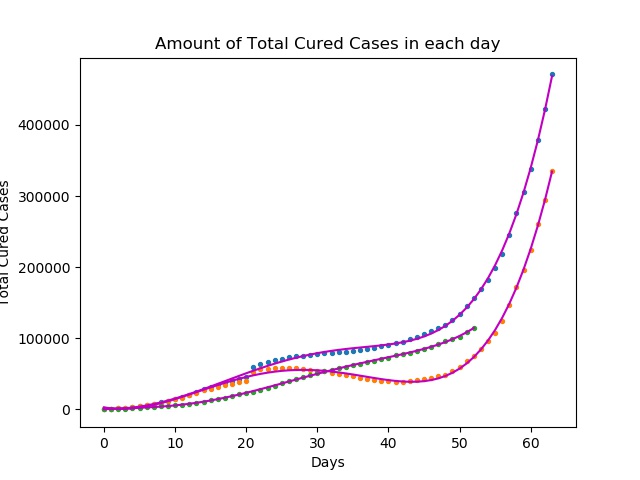 Amount of Total Cured Cases in each day
400000
300000
200000
100000
0
Total Cured Cases
0 10 20 30 40 50 60
Days